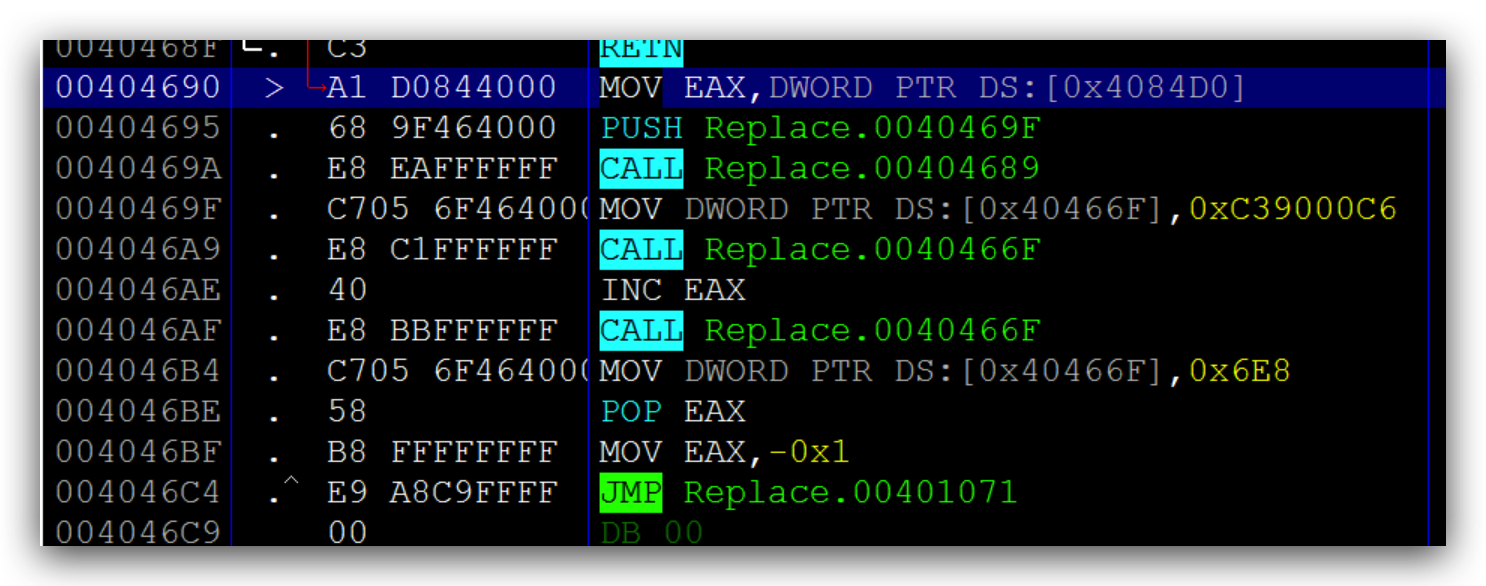 0040468F . C3 RETN
00404690 > A1 D0844000 MOV EAX,DWORD PTR DS:[0x4084D0]
00404695 . 68 9F464000 PUSH Replace.0040469F
0040469A . E8 EAFFFFFF CALL Replace.00404689
0040469F . C705 6F464000 MOV DWORD PTR DS:[0x40466F],0xC39000C6
004046A9 . E8 C1FFFFFF CALL Replace.0040466F
004046AE . 40 INC EAX
004046AF . E8 BBFFFFFF CALL Replace.0040466F
004046B4 . C705 6F464000 MOV DWORD PTR DS:[0x40466F],0x6E8
004046BE . 58 POP EAX
004046BF . B8 FFFFFFFF MOV EAX,-0x1
004046C4 .^ E9 A8C9FFFF JMP Replace.00401071
004046C9 00 DB 00